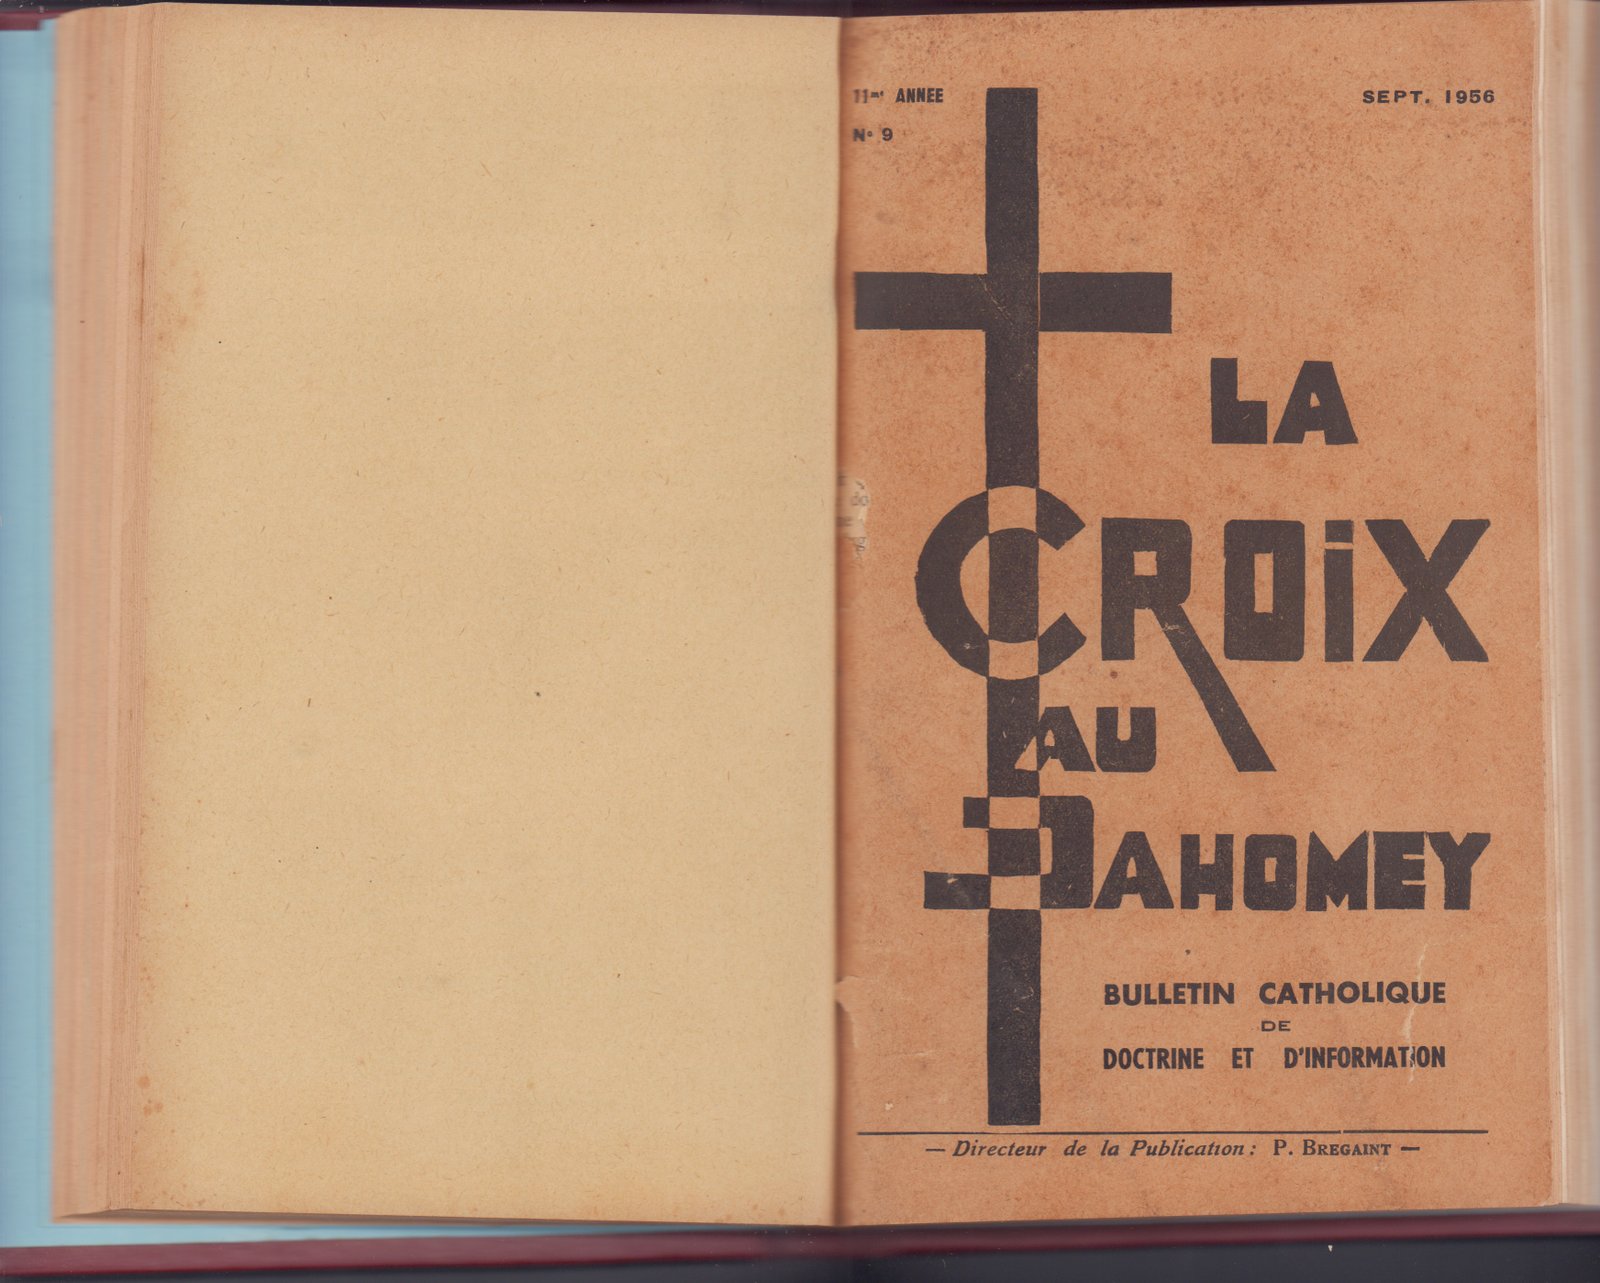 11me ANNEE
SEPT. 1956
No 9
LA
CROiX
AU
DAHOMEY
BULLETIN CATHOLIQUE
DE
DOCTRINE ET D'INFORMATION
— Directeur de la Publication : P. BREGAINT —